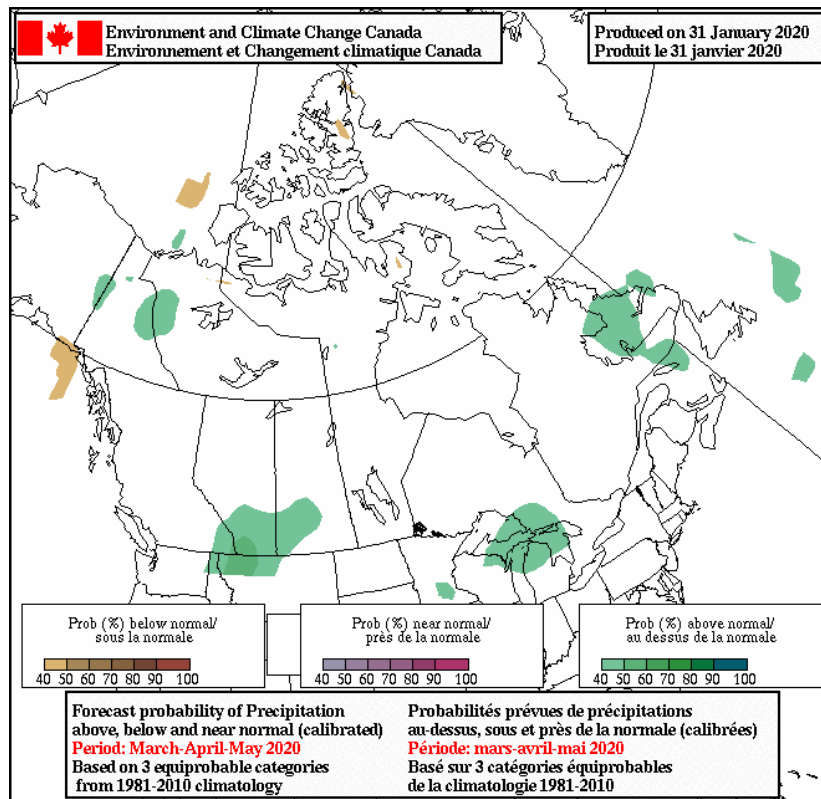 Environment and Climate Change Canada
Environnement et Changement climatique Canada
Produced on 31 January 2020
Produit le 31 janvier 2020
Prob (%) below normal/
sous la normale
40 50 60 70 80 90 100
Prob (%) near normal/
près de la normale
40 50 60 70 80 90 100
Prob (%) above normal/
au dessus de la normale
40 50 60 70 80 90 100
Forecast probability of Precipitation
above, below and near normal (calibrated)
Period: March-April-May 2020
Based on 3 equiprobable categories
from 1981-2010 climatology
Probabilités prévues de précipitations
au-dessus, sous et près de la normale (calibrées)
Période: mars-avril-mai 2020
Basé sur 3 catégories équiprobables
de la climatologie 1981-2010